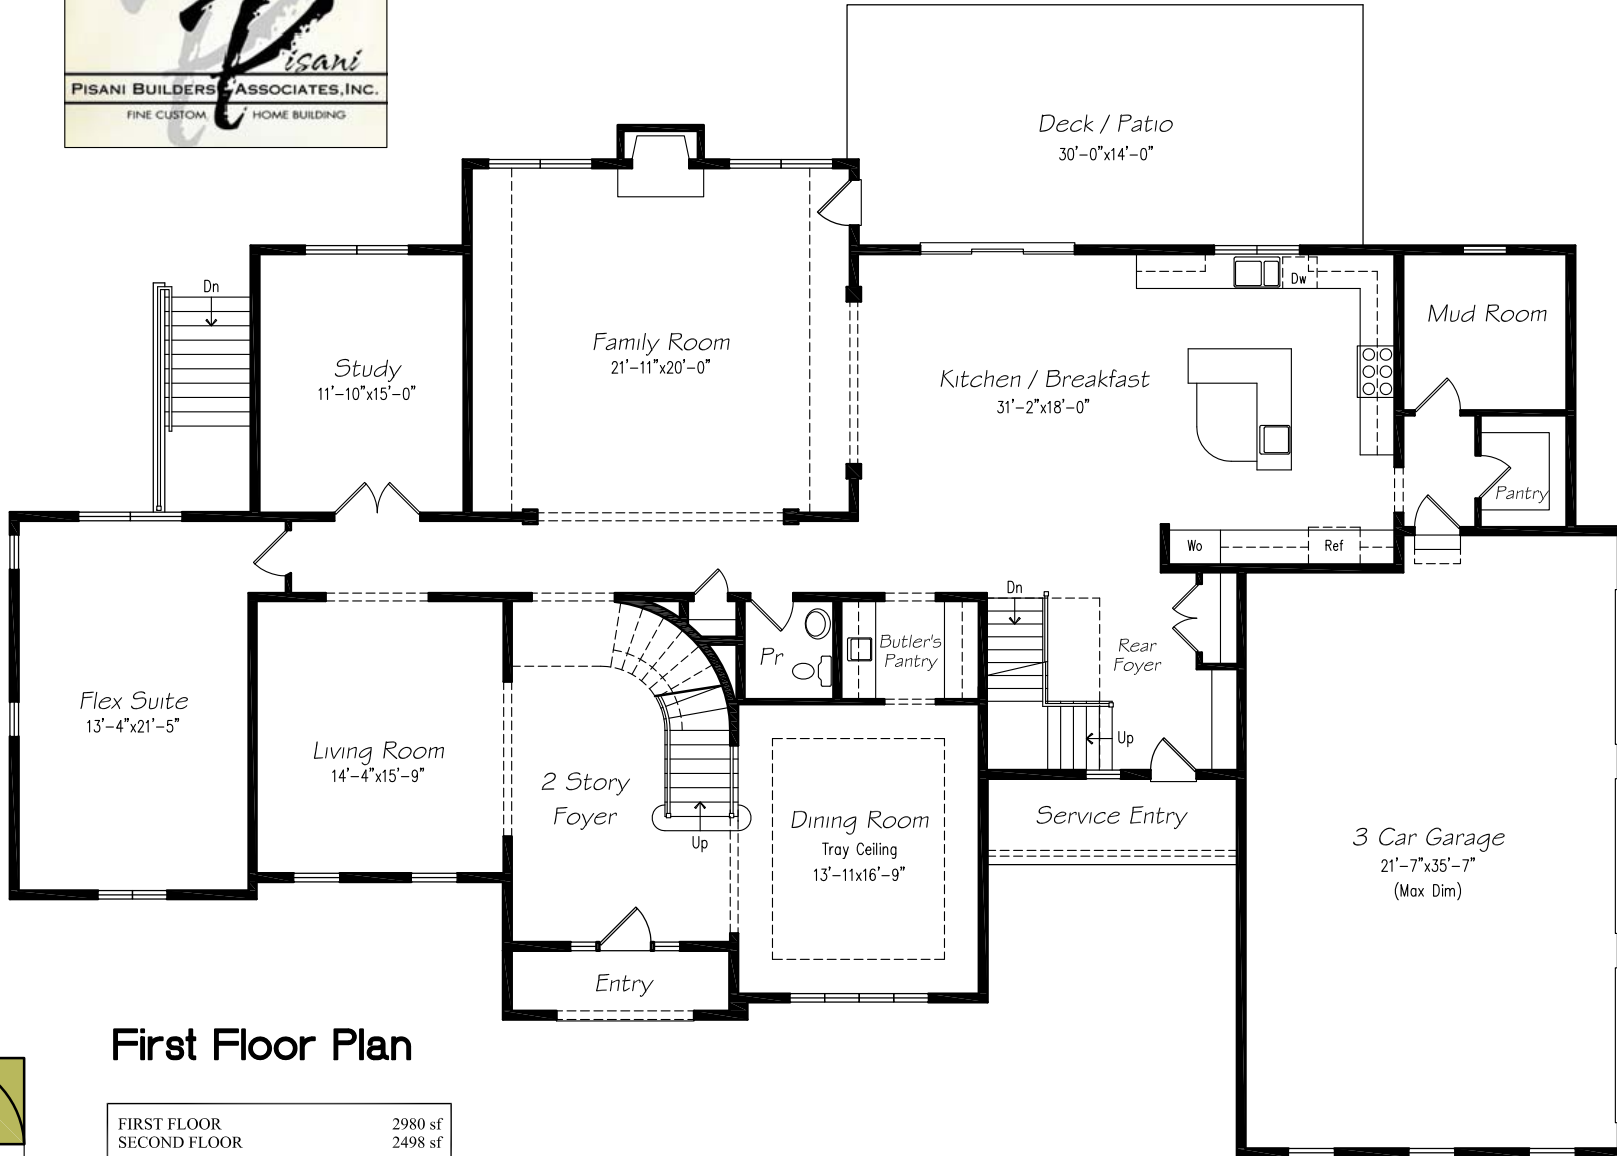 Pisani
PISANI BUILDERS ASSOCIATES, INC.
FINE CUSTOM HOME BUILDING
Deck / Patio
30'-0"x14'-0"
Dn
Study
11'-10"x15'-0"
Family Room
21'-11"x20'-0"
Kitchen / Breakfast
31'-2"x18'-0"
Dw
Mud Room
Pantry
Wo
Ref
Flex Suite
13'-4"x21'-5"
Living Room
14'-4"x15'-9"
2 Story
Foyer
Up
Pr
Butler's
Pantry
Dn
Rear
Foyer
Up
Dining Room
Tray Ceiling
13'-11x16'-9"
Service Entry
3 Car Garage
21'-7"x35'-7"
(Max Dim)
Entry
First Floor Plan
FIRST FLOOR 2980 sf
SECOND FLOOR 2498 sf